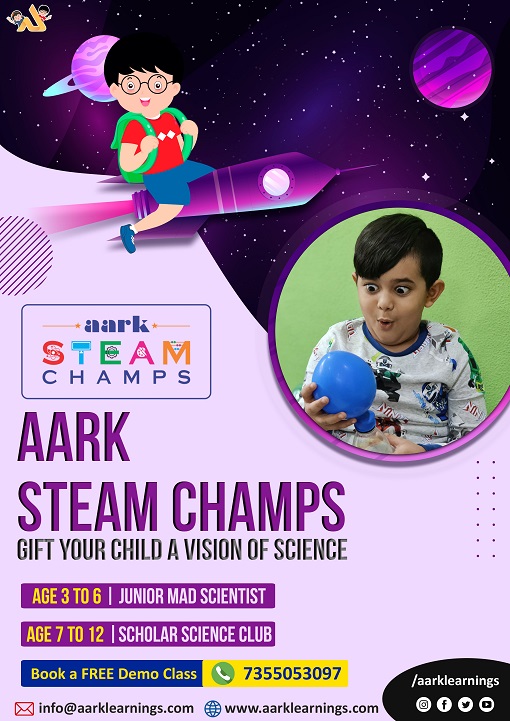 aark
STEAM
CHAMPS
AARK
STEAM CHAMPS
GIFT YOUR CHILD A VISION OF SCIENCE
AGE 3 TO 6 | JUNIOR MAD SCIENTIST
AGE 7 TO 12 | SCHOLAR SCIENCE CLUB
Book a FREE Demo Class 7355053097
/aarklearnings
info@aarklearnings.com www.aarklearnings.com